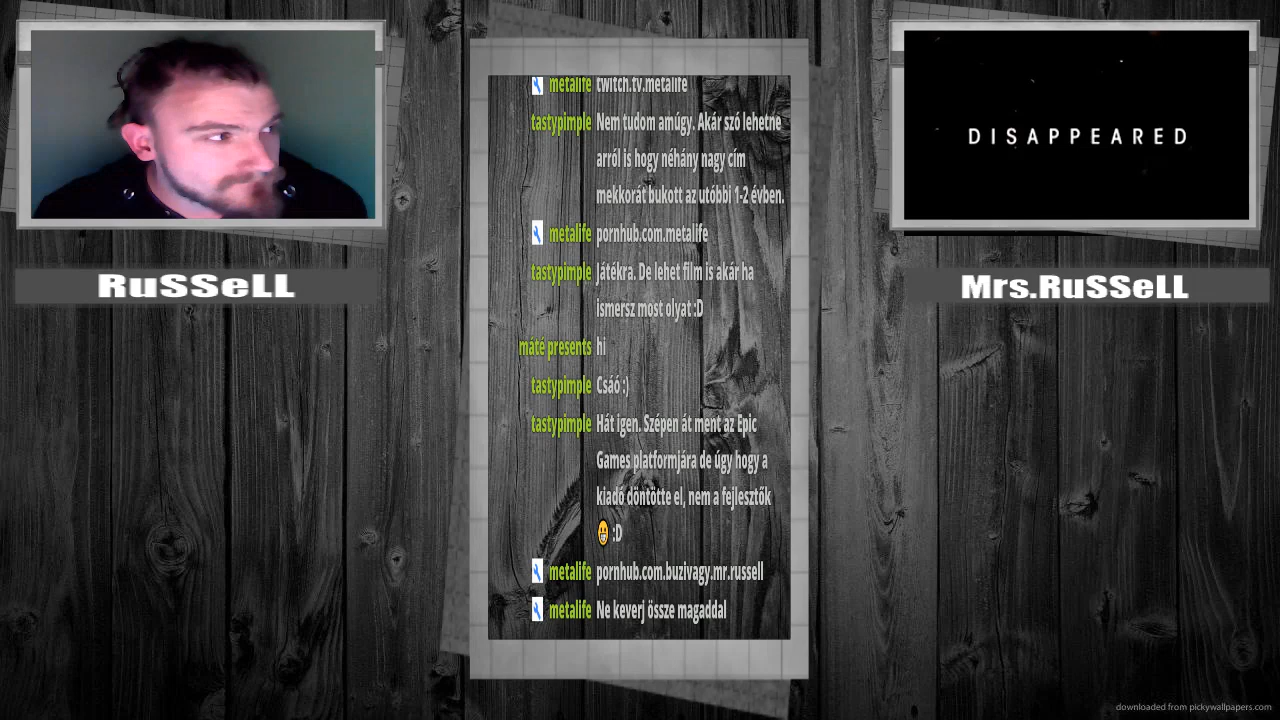 metalife twitch.tv.metalife
tastypimple Nem tudom amúgy. Akár szó lehetne
arról is hogy néhány nagy cím
mekkorát bukott az utóbbi 1-2 évben.
metalife pornhub.com.metalife
tastypimple Játékra. De lehet film is akár ha
ismersz most olyat :D
máté presents hi
tastypimple Csáó :)
tastypimple Hát igen. Szépen át ment az Epic
Games platformjára de úgy hogy a
kiadó döntötte el, nem a fejlesztők
😀 :D
metalife pornhub.com.buzivagy.mr.russell
metalife Ne keverj össze magaddal
RuSSeLL
DISAPPEARED
Mrs.RuSSeLL
downloaded from pickywallpapers.com